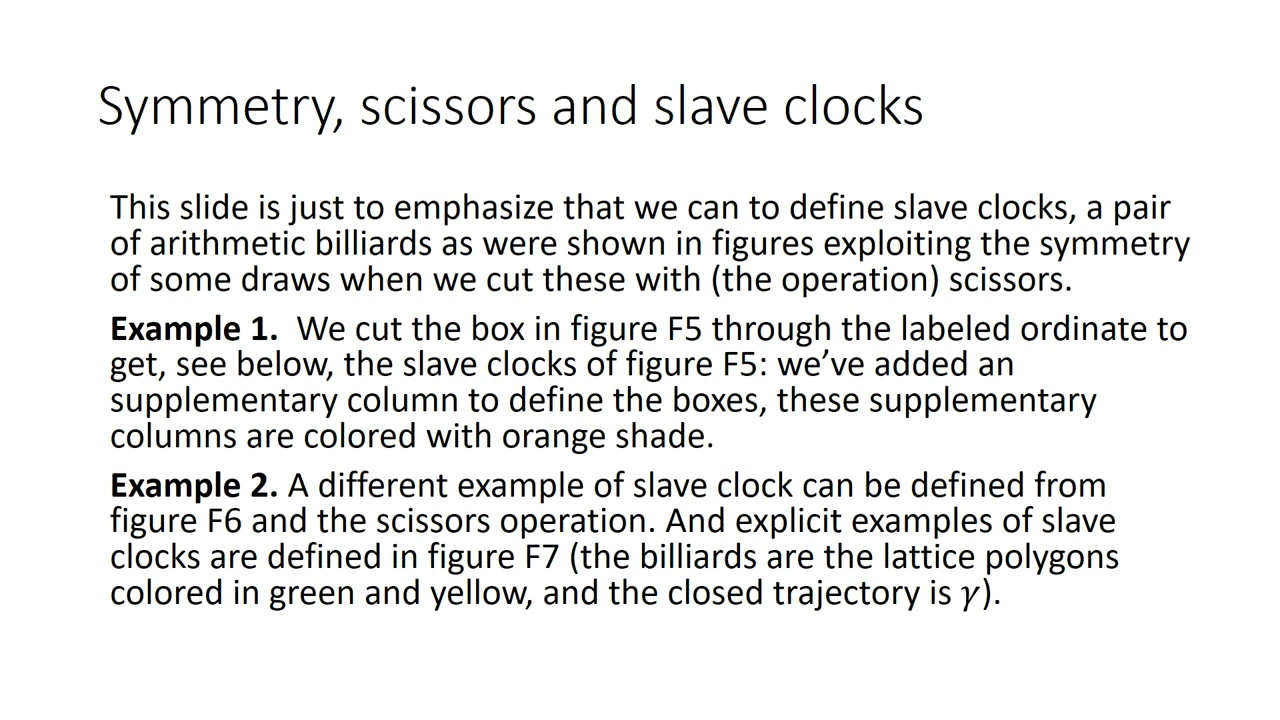 Symmetry, scissors and slave clocks
This slide is just to emphasize that we can to define slave clocks, a pair
of arithmetic billiards as were shown in figures exploiting the symmetry
of some draws when we cut these with (the operation) scissors.
Example 1.  We cut the box in figure F5 through the labeled ordinate to
get, see below, the slave clocks of figure F5: we’ve added an
supplementary column to define the boxes, these supplementary
columns are colored with orange shade.
Example 2. A different example of slave clock can be defined from
figure F6 and the scissors operation. And explicit examples of slave
clocks are defined in figure F7 (the billiards are the lattice polygons
colored in green and yellow, and the closed trajectory is γ).